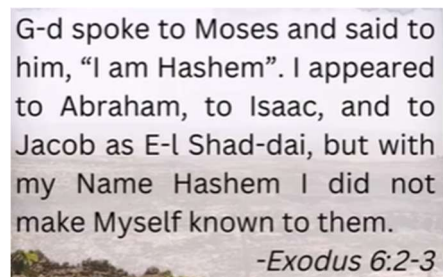 G-d spoke to Moses and said to
him, “I am Hashem”. I appeared
to Abraham, to Isaac, and to
Jacob as E-l Shad-dai, but with
my Name Hashem I did not
make Myself known to them.
-Exodus 6:2-3